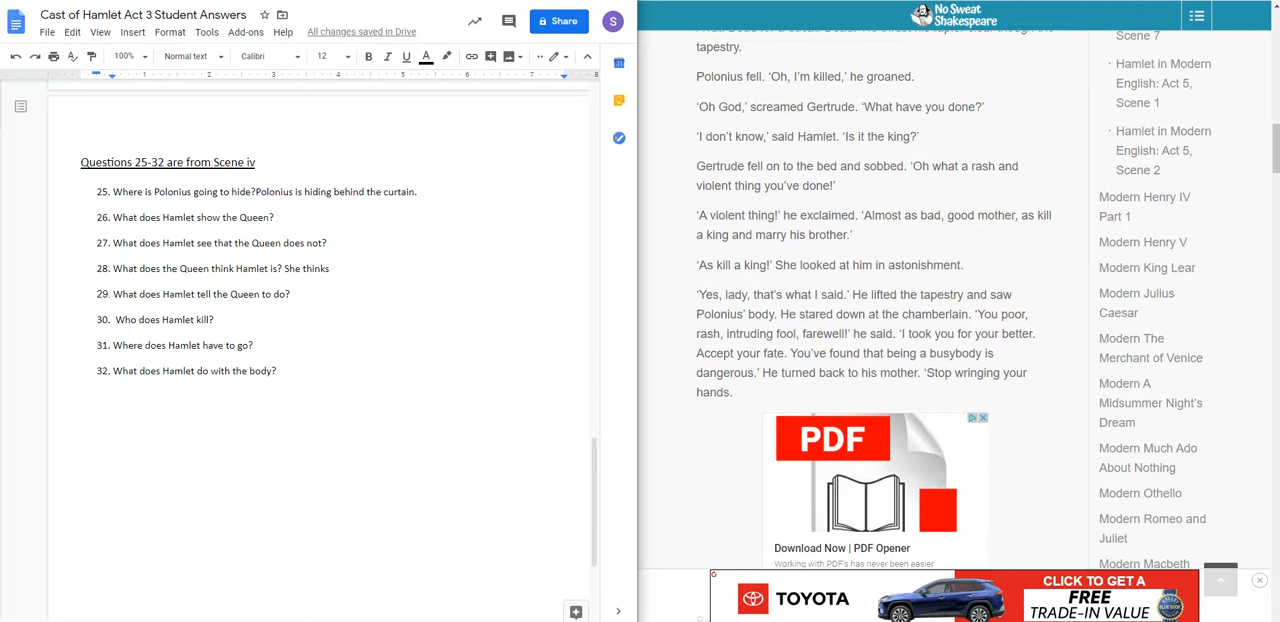 Cast of Hamlet Act 3 Student Answers
File Edit View Insert Format Tools Add-ons Help All changes saved in Drive
Share
S
100% Normal text Calibri 12 B I U A
1 2 3 4 5 6 7 8
Questions 25-32 are from Scene iv
25. Where is Polonius going to hide?Polonius is hiding behind the curtain.
26. What does Hamlet show the Queen?
27. What does Hamlet see that the Queen does not?
28. What does the Queen think Hamlet is? She thinks
29. What does Hamlet tell the Queen to do?
30. Who does Hamlet kill?
31. Where does Hamlet have to go?
32. What does Hamlet do with the body?
No Sweat
Shakespeare
tapestry.
Polonius fell. ‘Oh, I’m killed,’ he groaned.
‘Oh God,’ screamed Gertrude. ‘What have you done?’
‘I don’t know,’ said Hamlet. ‘Is it the king?’
Gertrude fell on to the bed and sobbed. ‘Oh what a rash and
violent thing you’ve done!’
‘A violent thing!’ he exclaimed. ‘Almost as bad, good mother, as kill
a king and marry his brother.’
‘As kill a king!’ She looked at him in astonishment.
‘Yes, lady, that’s what I said.’ He lifted the tapestry and saw
Polonius’ body. He stared down at the chamberlain. ‘You poor,
rash, intruding fool, farewell!’ he said. ‘I took you for your better.
Accept your fate. You’ve found that being a busybody is
dangerous.’ He turned back to his mother. ‘Stop wringing your
hands.
PDF
Download Now | PDF Opener
Working with PDF's has never been easier
Scene 7
· Hamlet in Modern
English: Act 5,
Scene 1
· Hamlet in Modern
English: Act 5,
Scene 2
Modern Henry IV
Part 1
Modern Henry V
Modern King Lear
Modern Julius
Caesar
Modern The
Merchant of Venice
Modern A
Midsummer Night’s
Dream
Modern Much Ado
About Nothing
Modern Othello
Modern Romeo and
Juliet
Modern Macbeth
TOYOTA
CLICK TO GET A
FREE
TRADE-IN VALUE